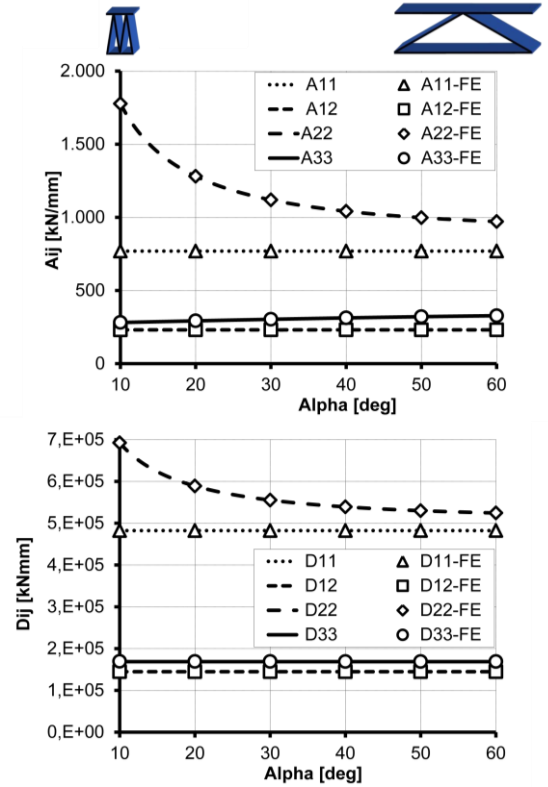 2.000
1.500
1.000
500
0
Aij [kN/mm]
A11 A11-FE
A12 A12-FE
A22 A22-FE
A33 A33-FE
10 20 30 40 50 60
Alpha [deg]
7,E+05
6,E+05
5,E+05
4,E+05
3,E+05
2,E+05
1,E+05
0,E+00
Dij [kNmm]
D11 D11-FE
D12 D12-FE
D22 D22-FE
D33 D33-FE
10 20 30 40 50 60
Alpha [deg]